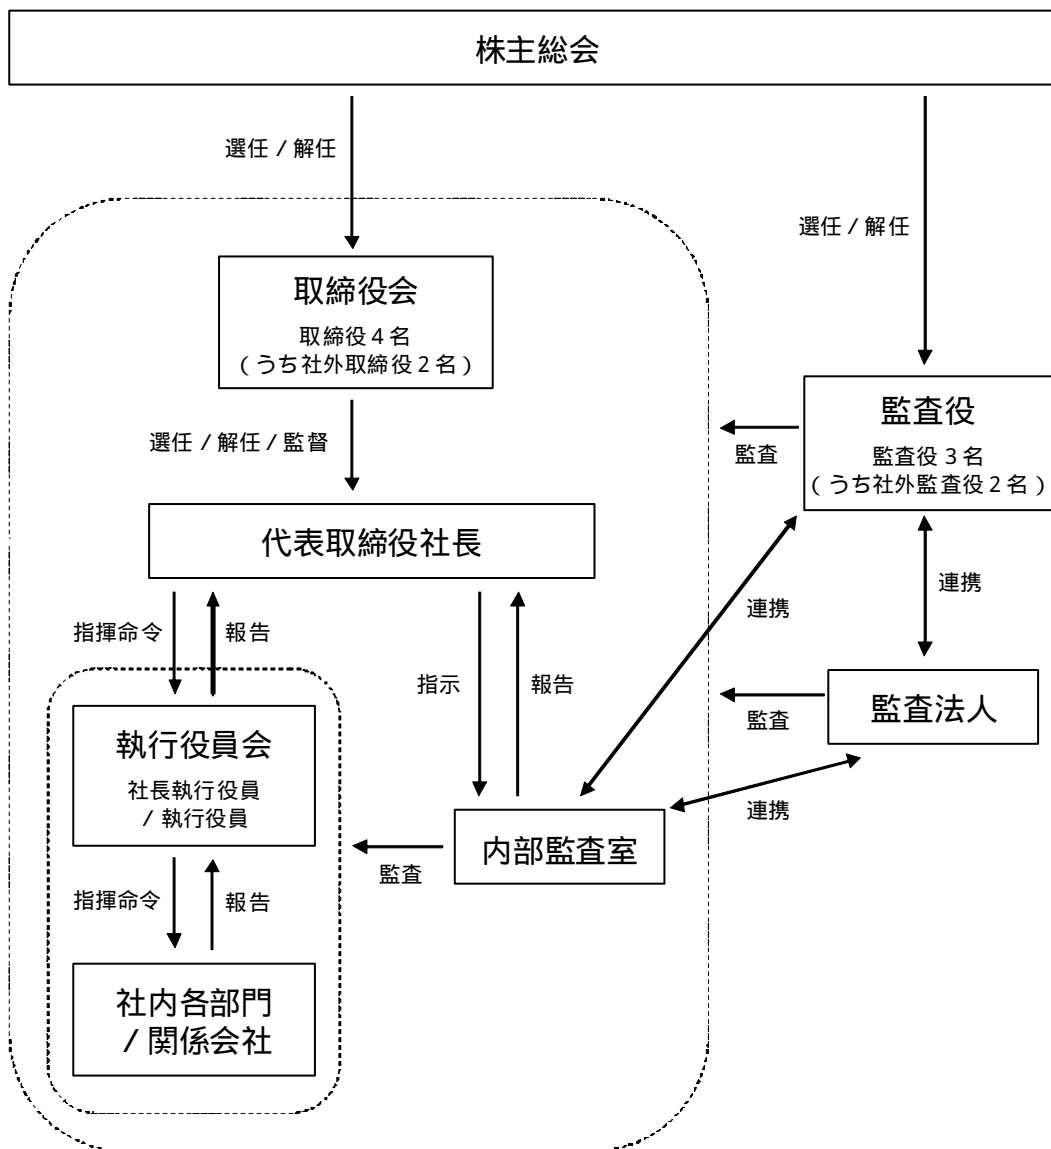 株主総会
選任 / 解任
選任 / 解任
取締役会
取締役４名
（うち社外取締役２名）
監査役
監査役３名
（うち社外監査役２名）
監査
選任 / 解任 / 監督
代表取締役社長
連携
連携
指揮命令
報告
指示
報告
監査法人
監査
執行役員会
社長執行役員
/ 執行役員
連携
内部監査室
監査
指揮命令
報告
社内各部門
/ 関係会社